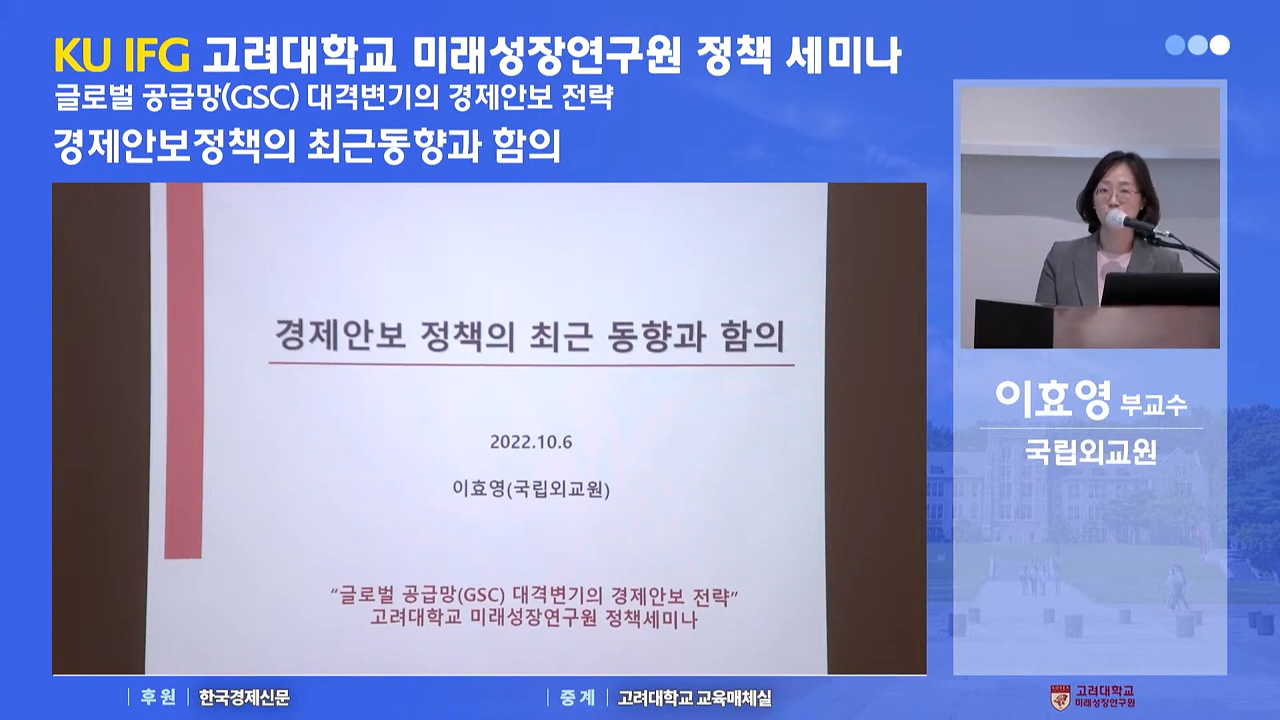 KU IFG 고려대학교 미래성장연구원 정책 세미나
글로벌 공급망(GSC) 대격변기의 경제안보 전략
경제안보정책의 최근동향과 함의
경제안보 정책의 최근 동향과 함의
2022.10.6
이효영(국립외교원)
“글로벌 공급망(GSC) 대격변기의 경제안보 전략”
고려대학교 미래성장연구원 정책세미나
이효영 부교수
국립외교원
후원 한국경제신문
중계 고려대학교 교육매체실
고려대학교
미래성장연구원